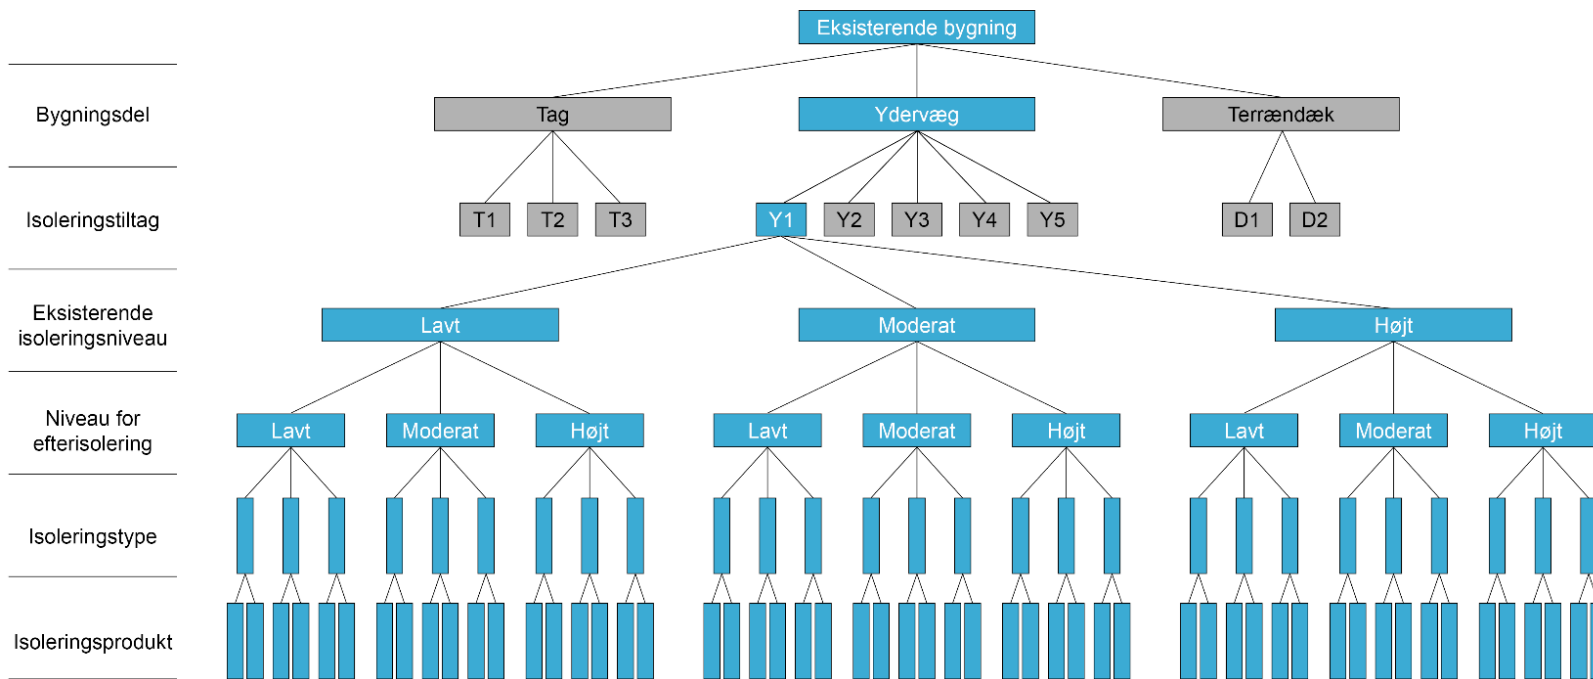 Eksisterende bygning
Bygningsdel
Tag
Ydervæg
Terrændæk
Isoleringstiltag
T1
T2
T3
Y1
Y2
Y3
Y4
Y5
D1
D2
Eksisterende
isoleringsniveau
Lavt
Moderat
Højt
Niveau for
efterisolering
Lavt
Moderat
Højt
Lavt
Moderat
Højt
Lavt
Moderat
Højt
Isoleringstype
Isoleringsprodukt